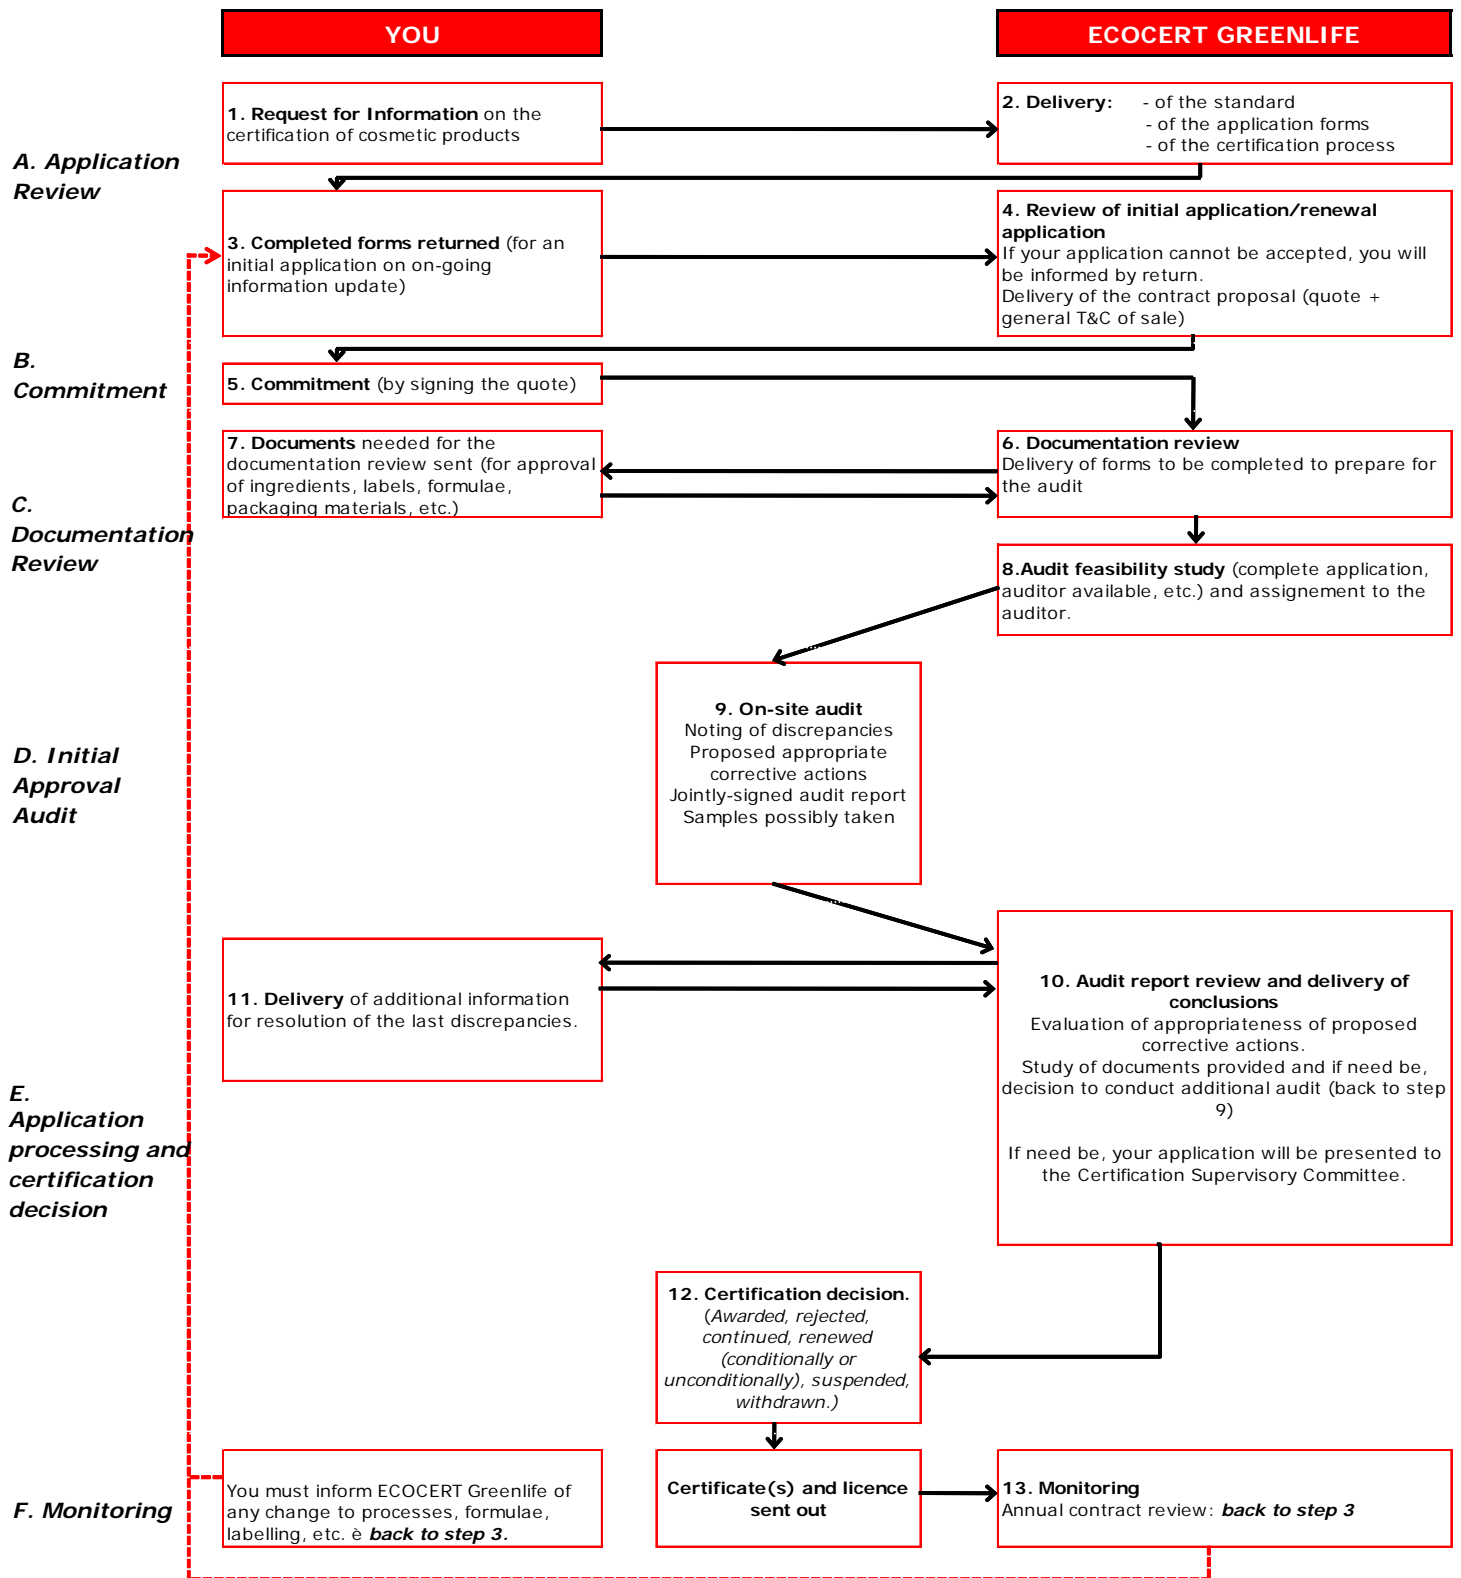 YOU
ECOCERT GREENLIFE
A. Application
Review
1. Request for Information on the
certification of cosmetic products
2. Delivery: - of the standard
- of the application forms
- of the certification process
3. Completed forms returned (for an
initial application on on-going
information update)
4. Review of initial application/renewal
application
If your application cannot be accepted, you will
be informed by return.
Delivery of the contract proposal (quote +
general T&C of sale)
B.
Commitment
5. Commitment (by signing the quote)
C.
Documentation
Review
7. Documents needed for the
documentation review sent (for approval
of ingredients, labels, formulae,
packaging materials, etc.)
6. Documentation review
Delivery of forms to be completed to prepare for
the audit
8.Audit feasibility study (complete application,
auditor available, etc.) and assignement to the
auditor.
D. Initial
Approval
Audit
9. On-site audit
Noting of discrepancies
Proposed appropriate
corrective actions
Jointly-signed audit report
Samples possibly taken
E.
Application
processing and
certification
decision
11. Delivery of additional information
for resolution of the last discrepancies.
10. Audit report review and delivery of
conclusions
Evaluation of appropriateness of proposed
corrective actions.
Study of documents provided and if need be,
decision to conduct additional audit (back to step
9)
If need be, your application will be presented to
the Certification Supervisory Committee.
12. Certification decision.
(Awarded, rejected,
continued, renewed
(conditionally or
unconditionally), suspended,
withdrawn.)
F. Monitoring
You must inform ECOCERT Greenlife of
any change to processes, formulae,
labelling, etc. è back to step 3.
Certificate(s) and licence
sent out
13. Monitoring
Annual contract review: back to step 3